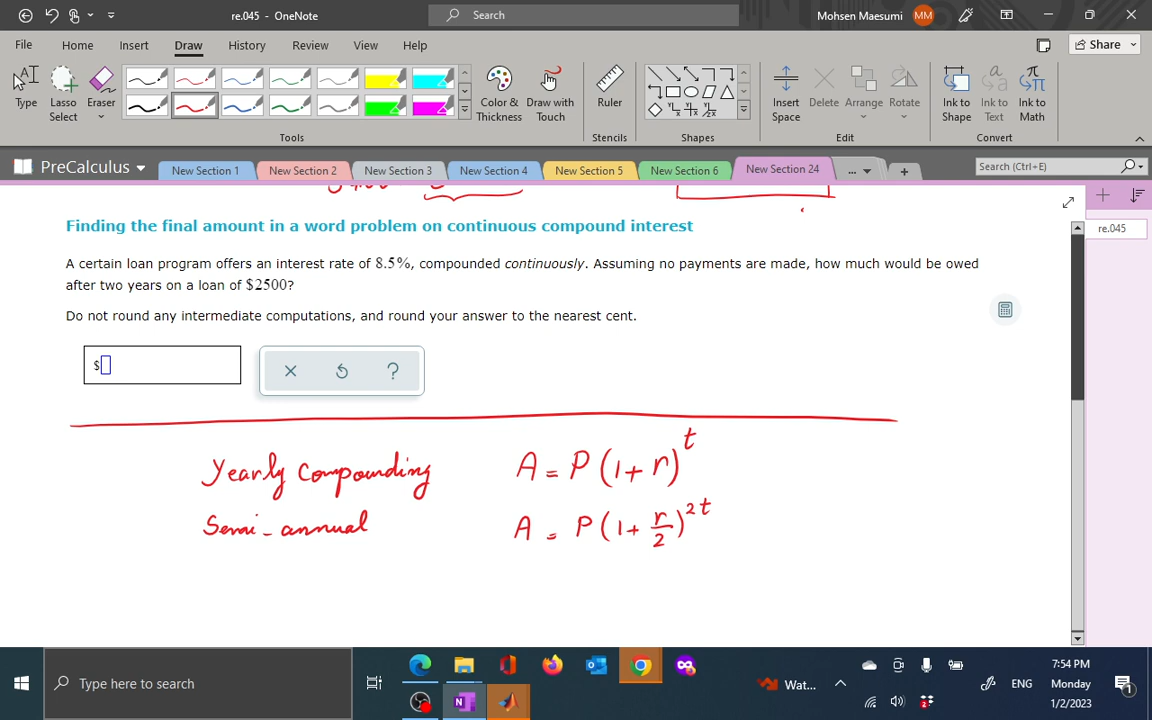 re.045 - OneNote
Search
Mohsen Maesumi MM
File Home Insert Draw History Review View Help
Share
Type
Lasso Select
Eraser
Color & Thickness
Draw with Touch
Ruler
Insert Space
Delete
Arrange
Rotate
Ink to Shape
Ink to Text
Ink to Math
Tools Stencils Shapes Edit Convert
PreCalculus New Section 1 New Section 2 New Section 3 New Section 4 New Section 5 New Section 6 New Section 24 ... Search (Ctrl+E)
re.045
Finding the final amount in a word problem on continuous compound interest
A certain loan program offers an interest rate of 8.5%, compounded continuously. Assuming no payments are made, how much would be owed
after two years on a loan of $2500?
Do not round any intermediate computations, and round your answer to the nearest cent.
$
Yearly Compounding A = P (1 + r)^t
Semi-annual A = P (1 + r/2)^2t
Type here to search
Wat...
ENG
7:54 PM
Monday
1/2/2023
1